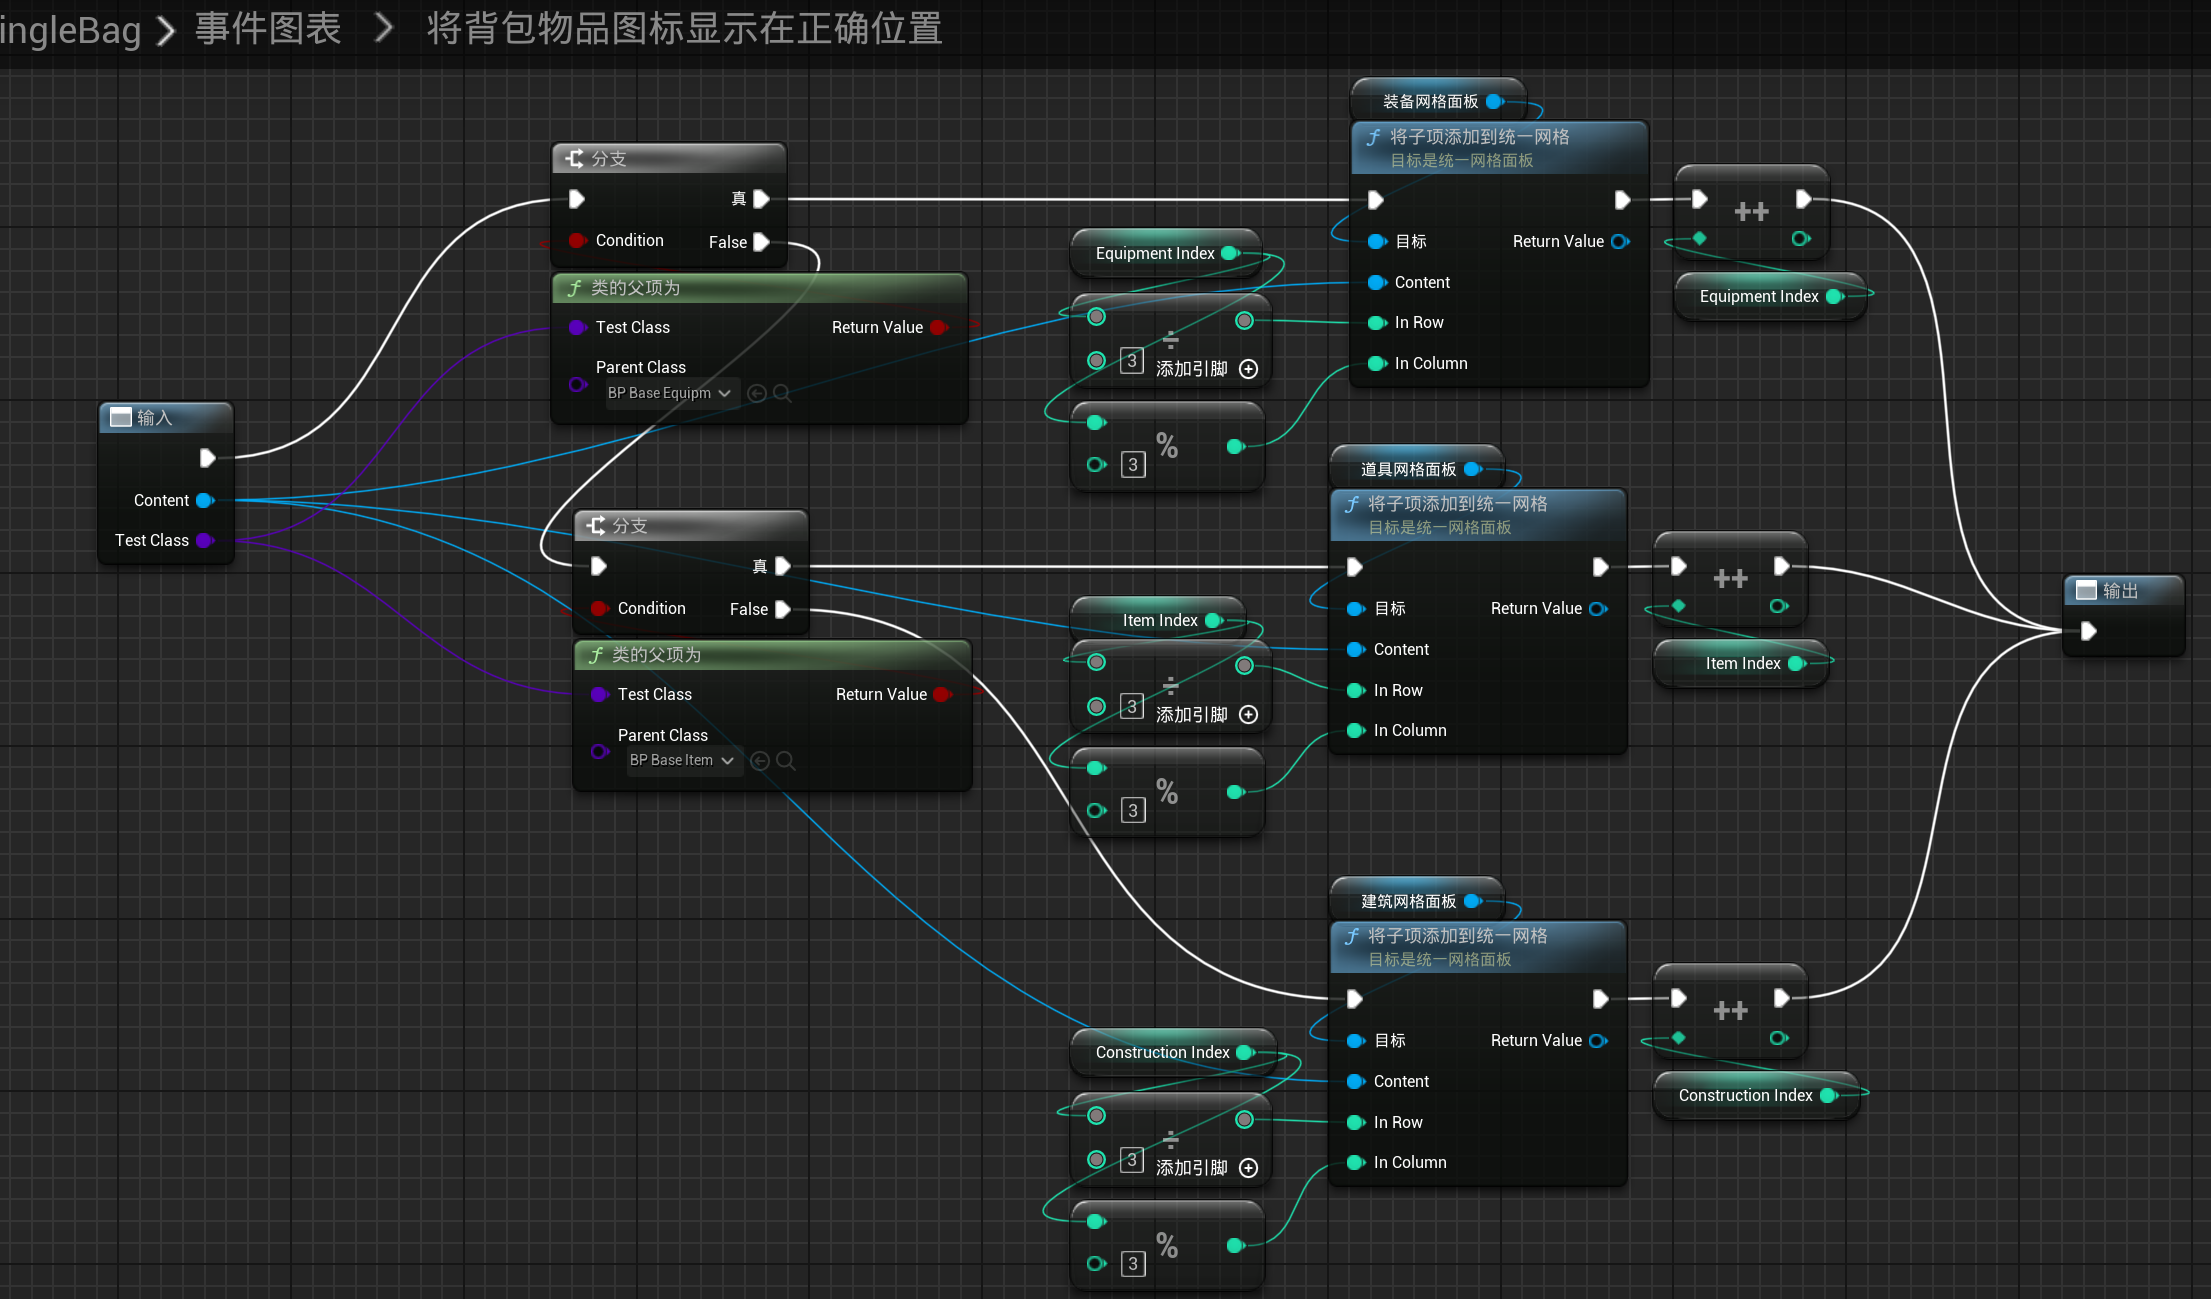 ingleBag > 事件图表 > 将背包物品图标显示在正确位置
输入
Content
Test Class
分支
真
Condition
False
类的父项为
Test Class
Return Value
Parent Class
BP Base Equipm
Equipment Index
÷
3
添加引脚
%
3
装备网格面板
将子项添加到统一网格
目标是统一网格面板
目标
Return Value
Content
In Row
In Column
++
Equipment Index
分支
真
Condition
False
类的父项为
Test Class
Return Value
Parent Class
BP Base Item
Item Index
÷
3
添加引脚
%
3
道具网格面板
将子项添加到统一网格
目标是统一网格面板
目标
Return Value
Content
In Row
In Column
++
Item Index
Construction Index
÷
3
添加引脚
%
3
建筑网格面板
将子项添加到统一网格
目标是统一网格面板
目标
Return Value
Content
In Row
In Column
++
Construction Index
输出